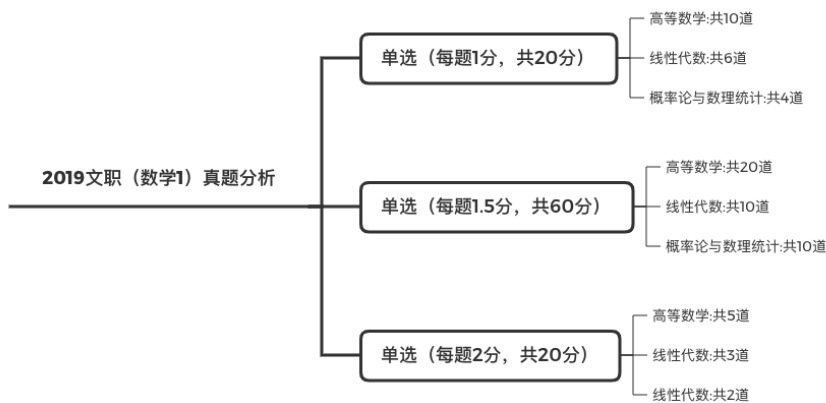 2019文职（数学1）真题分析
单选（每题1分，共20分）
高等数学:共10道
线性代数:共6道
概率论与数理统计:共4道
单选（每题1.5分，共60分）
高等数学:共20道
线性代数:共10道
概率论与数理统计:共10道
单选（每题2分，共20分）
高等数学:共5道
线性代数:共3道
线性代数:共2道